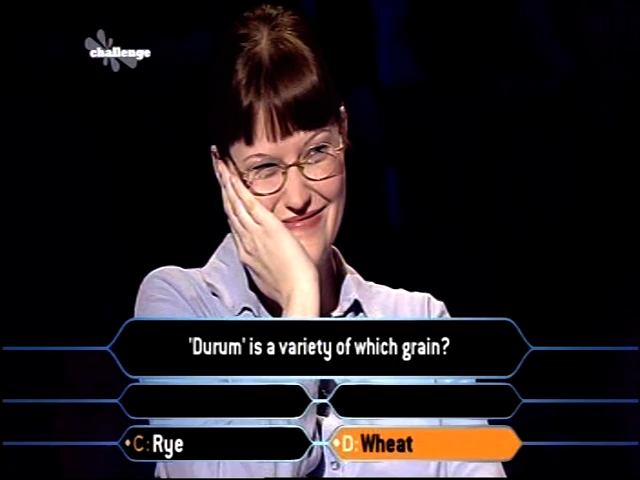 challenge
'Durum' is a variety of which grain?
C: Rye
D: Wheat